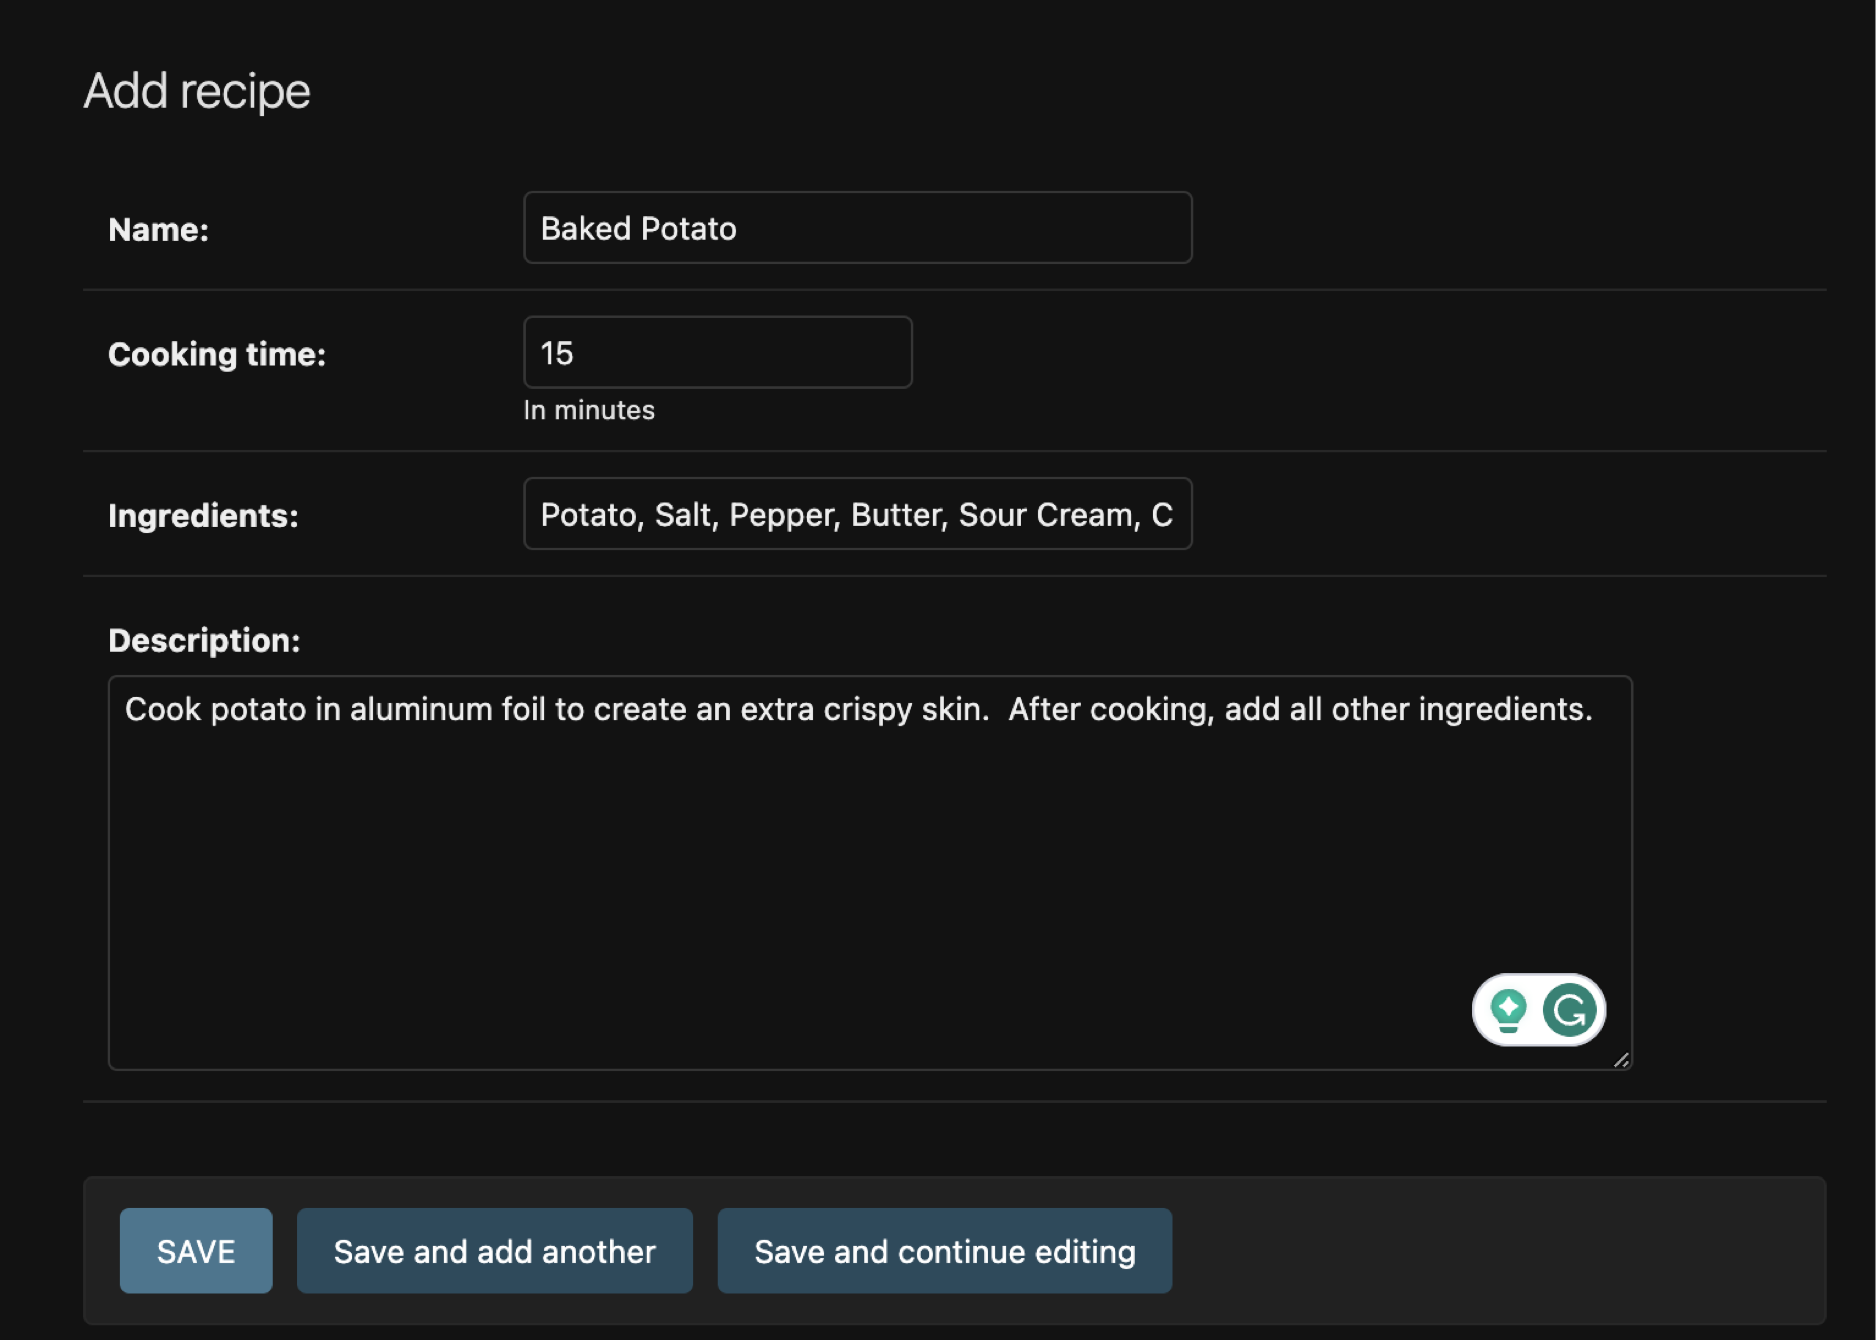 Add recipe
Name:
Baked Potato
Cooking time:
15
In minutes
Ingredients:
Potato, Salt, Pepper, Butter, Sour Cream, C
Description:
Cook potato in aluminum foil to create an extra crispy skin.  After cooking, add all other ingredients.
SAVE
Save and add another
Save and continue editing